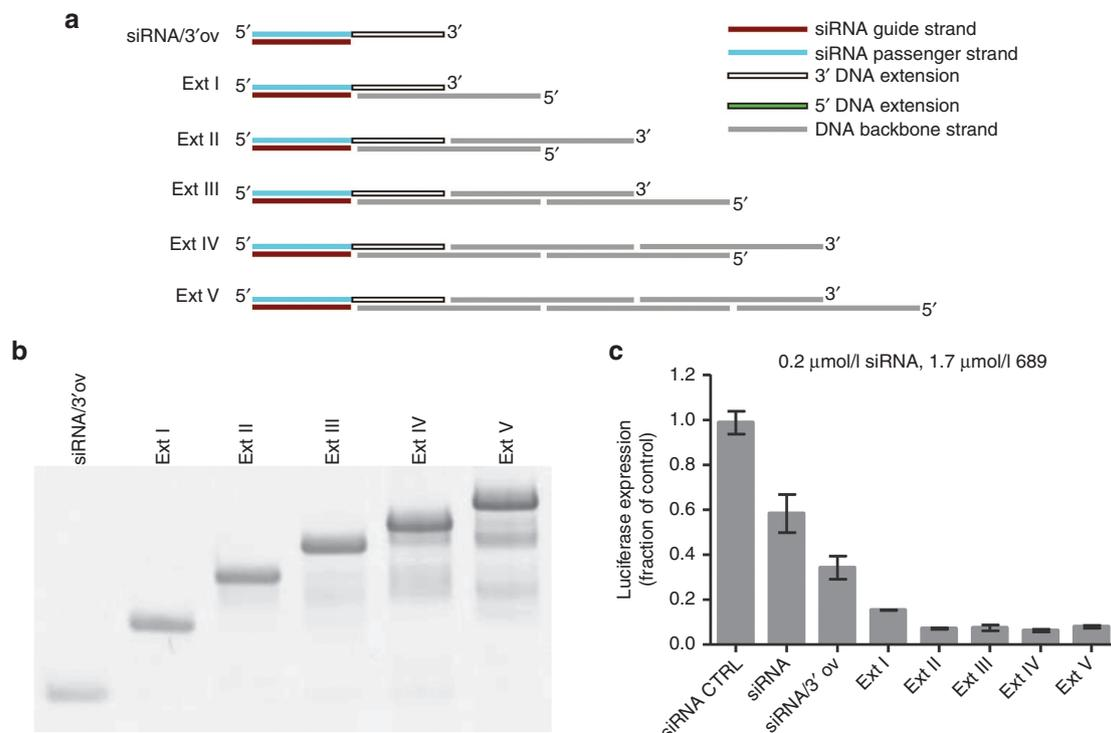 a
siRNA/3′ov 5′ 3′
Ext I 5′ 3′
5′
Ext II 5′ 3′
5′
Ext III 5′ 3′
5′
Ext IV 5′ 3′
5′
Ext V 5′ 3′
5′
siRNA guide strand
siRNA passenger strand
3′ DNA extension
5′ DNA extension
DNA backbone strand
b
siRNA/3′ov
Ext I
Ext II
Ext III
Ext IV
Ext V
c
0.2 μmol/l siRNA, 1.7 μmol/l 689
Luciferase expression
(fraction of control)
1.2
1.0
0.8
0.6
0.4
0.2
0.0
siRNA CTRL
siRNA
siRNA/3′ ov
Ext I
Ext II
Ext III
Ext IV
Ext V